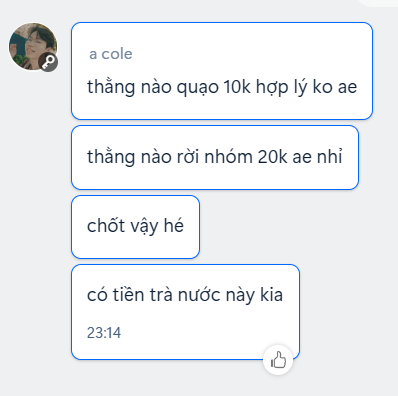 a cole
thằng nào quạo 10k hợp lý ko ae
thằng nào rời nhóm 20k ae nhỉ
chốt vậy hé
có tiền trà nước này kia
23:14